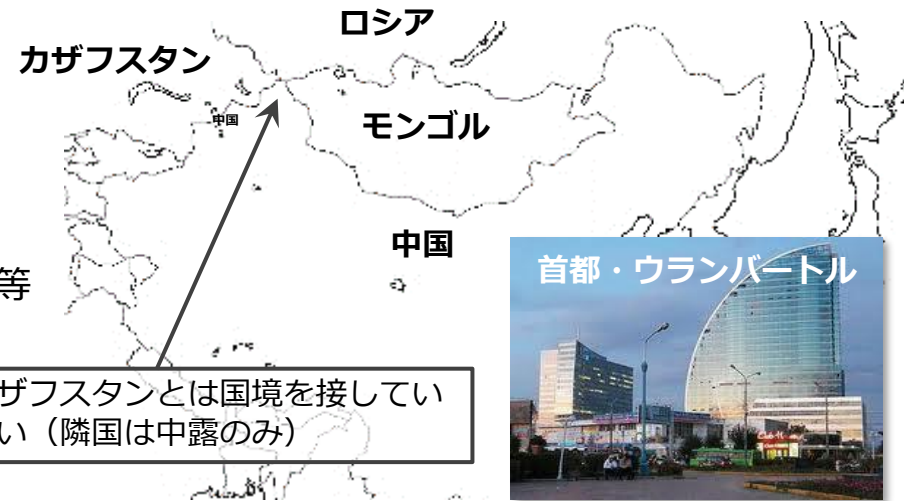 ロシア
カザフスタン
中国
モンゴル
中国
首都・ウランバートル
等
ザフスタンとは国境を接してい
い（隣国は中露のみ）